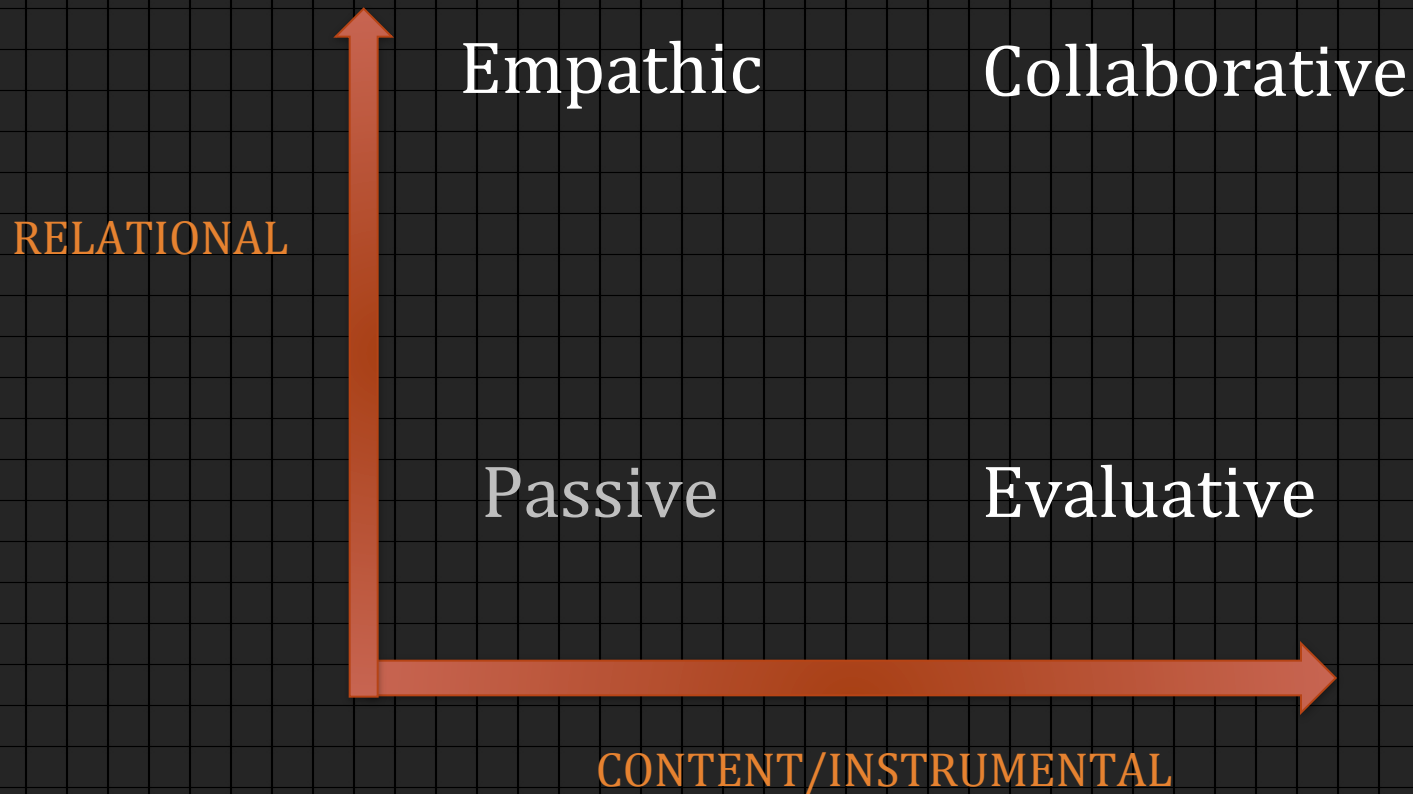 Empathic
Collaborative
RELATIONAL
Passive
Evaluative
CONTENT/INSTRUMENTAL